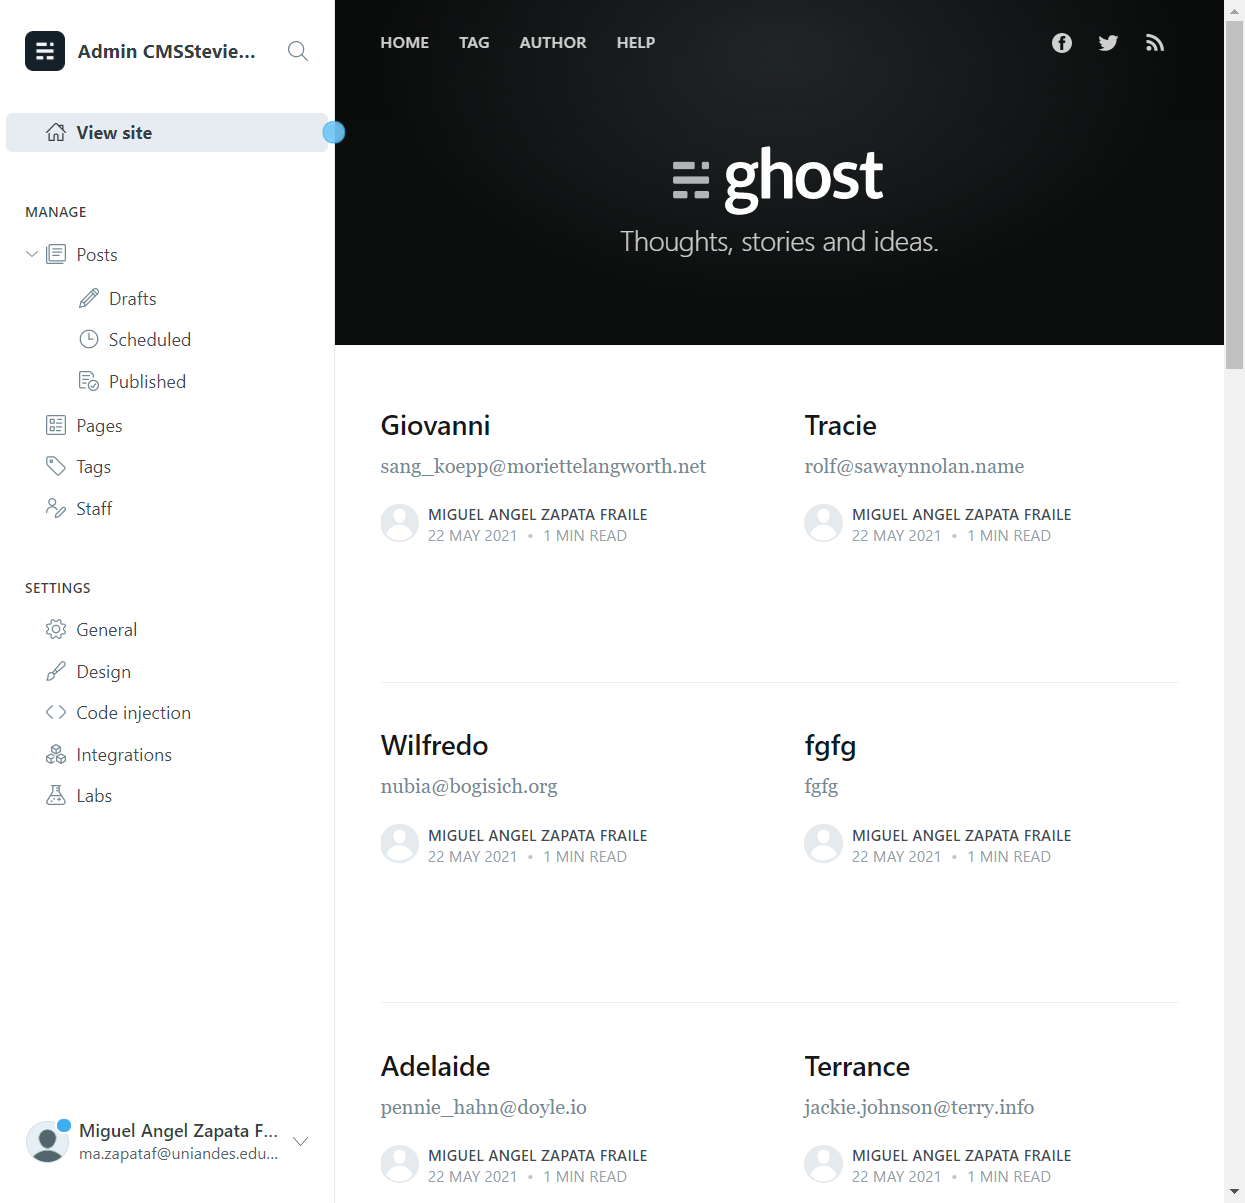 Admin CMSStevie...
View site
MANAGE
Posts
Drafts
Scheduled
Published
Pages
Tags
Staff
SETTINGS
General
Design
Code injection
Integrations
Labs
Miguel Angel Zapata F...
ma.zapataf@uniandes.edu...
HOME TAG AUTHOR HELP
ghost
Thoughts, stories and ideas.
Giovanni
sang_koepp@moriettelangworth.net
MIGUEL ANGEL ZAPATA FRAILE
22 MAY 2021 • 1 MIN READ
Tracie
rolf@sawaynnolan.name
MIGUEL ANGEL ZAPATA FRAILE
22 MAY 2021 • 1 MIN READ
Wilfredo
nubia@bogisich.org
MIGUEL ANGEL ZAPATA FRAILE
22 MAY 2021 • 1 MIN READ
fgfg
fgfg
MIGUEL ANGEL ZAPATA FRAILE
22 MAY 2021 • 1 MIN READ
Adelaide
pennie_hahn@doyle.io
MIGUEL ANGEL ZAPATA FRAILE
22 MAY 2021 • 1 MIN READ
Terrance
jackie.johnson@terry.info
MIGUEL ANGEL ZAPATA FRAILE
22 MAY 2021 • 1 MIN READ